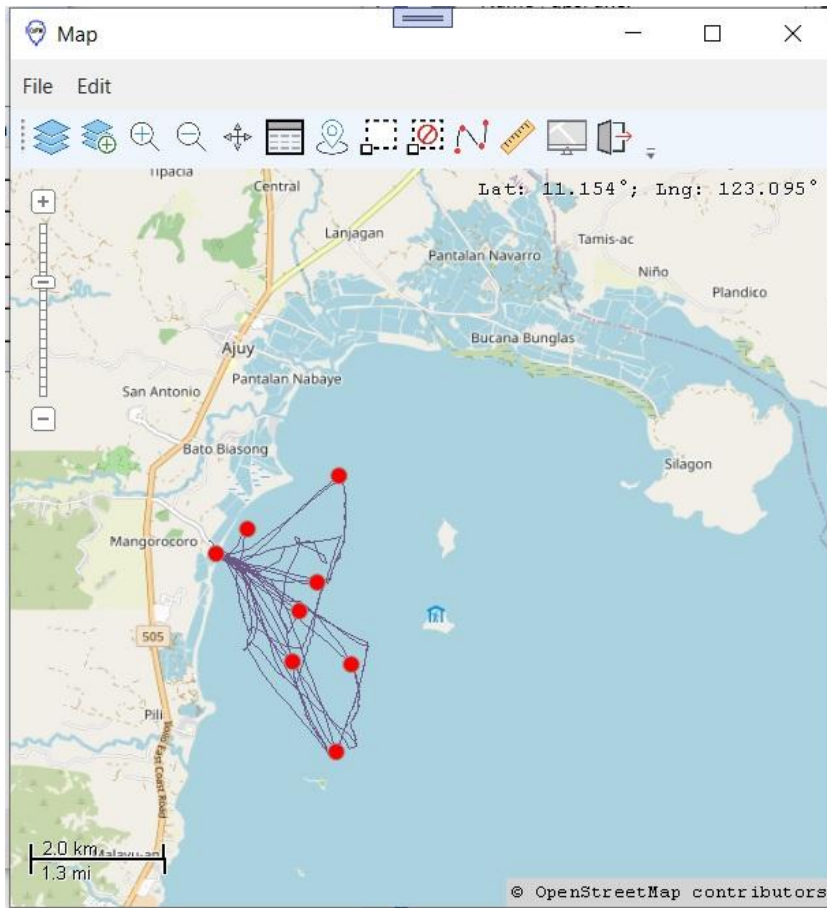 Map
File Edit
Lat: 11.154°; Lng: 123.095°
Tipacia
Central
Lanjagan
Tamis-ac
Pantalan Navarro
Niño
Plandico
Bucana Bunglas
Ajuy
Pantalan Nabaye
San Antonio
Bato Biasong
Silagon
Mangorocoro
505
Pili
Iloilo East Coast Road
2.0 km
1.3 mi
© OpenStreetMap contributors